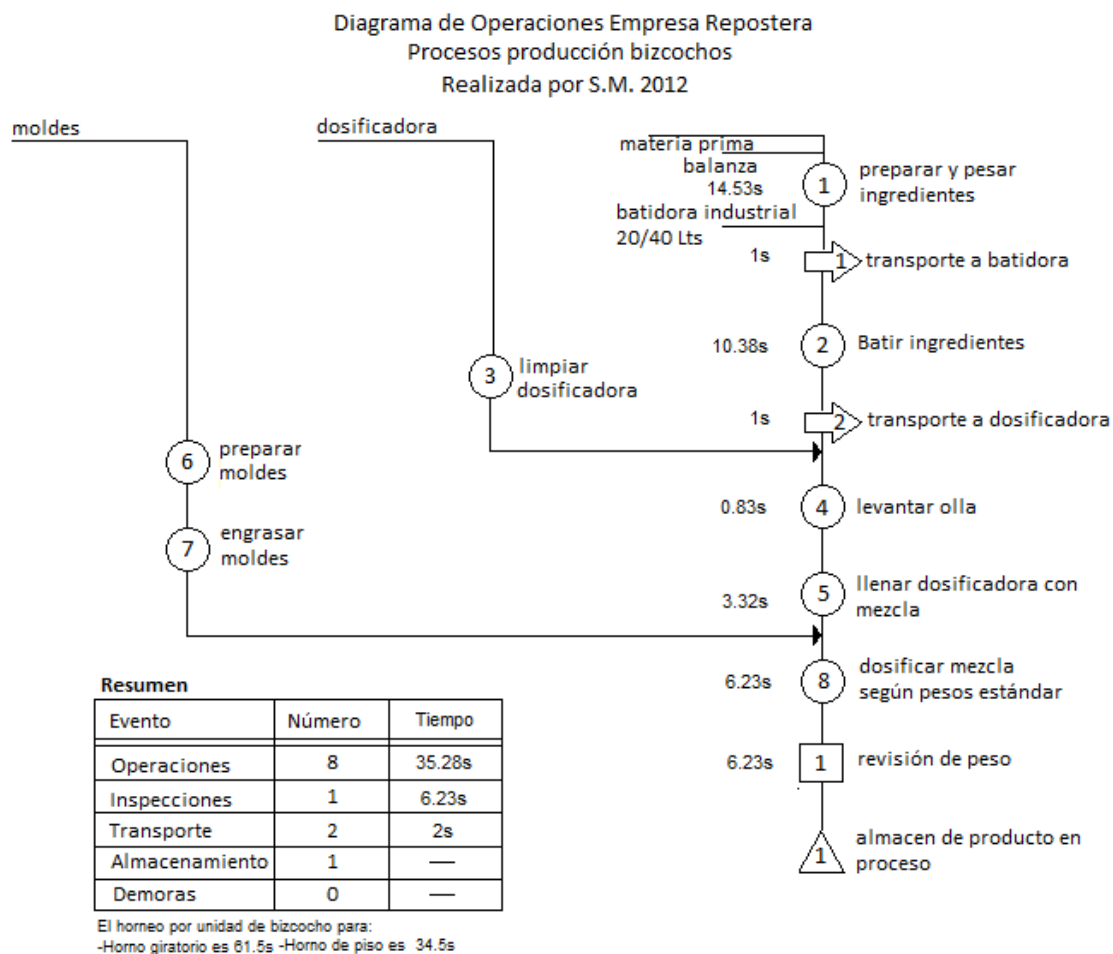 Diagrama de Operaciones Empresa Repostera
Procesos producción bizcochos
Realizada por S.M. 2012
moldes
dosificadora
materia prima
balanza
14.53s
1
preparar y pesar
ingredientes
batidora industrial
20/40 Lts
1s
1
transporte a batidora
10.38s
2
Batir ingredientes
3
limpiar
dosificadora
1s
2
transporte a dosificadora
6
preparar
moldes
0.83s
4
levantar olla
7
engrasar
moldes
3.32s
5
llenar dosificadora con
mezcla
6.23s
8
dosificar mezcla
según pesos estándar
6.23s
1
revisión de peso
1
almacen de producto en
proceso
Resumen
Evento Número Tiempo
Operaciones 8 35.28s
Inspecciones 1 6.23s
Transporte 2 2s
Almacenamiento 1 —
Demoras 0 —
El horneo por unidad de bizcocho para:
-Horno giratorio es 61.5s -Horno de piso es 34.5s